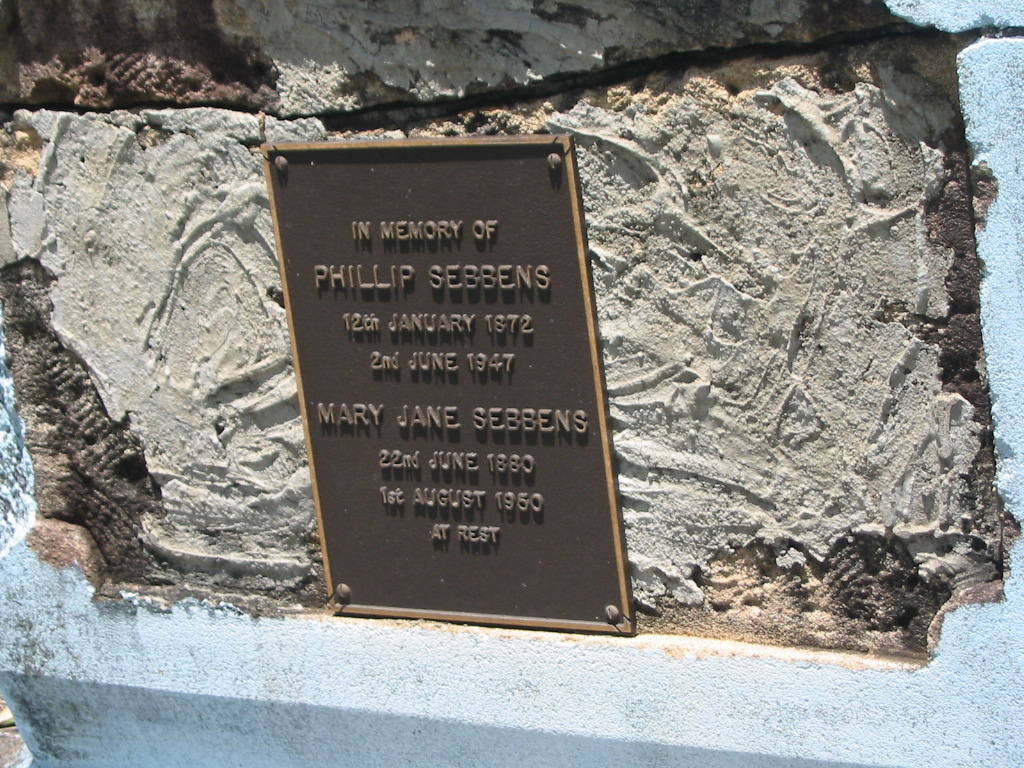 IN MEMORY OF
PHILLIP SEBBENS
12th JANUARY 1872
2nd JUNE 1947
MARY JANE SEBBENS
22nd JUNE 1880
1st AUGUST 1950
AT REST